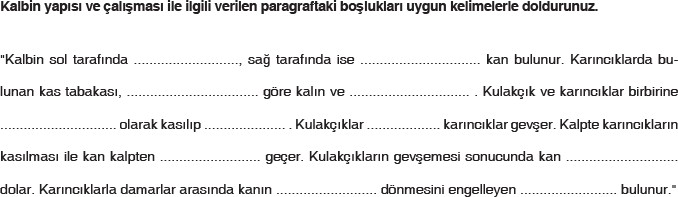 Kalbin yapısı ve çalışması ile ilgili verilen paragraftaki boşlukları uygun kelimelerle doldurunuz.
"Kalbin sol tarafında ..........................., sağ tarafında ise ............................... kan bulunur. Karıncıklarda bu-
lunan kas tabakası, .................................. göre kalın ve ............................... . Kulakçık ve karıncıklar birbirine
.............................. olarak kasılıp ..................... . Kulakçıklar ................... karıncıklar gevşer. Kalpte karıncıkların
kasılması ile kan kalpten .......................... geçer. Kulakçıkların gevşemesi sonucunda kan .............................
dolar. Karıncıklarla damarlar arasında kanın .......................... dönmesini engelleyen ......................... bulunur."